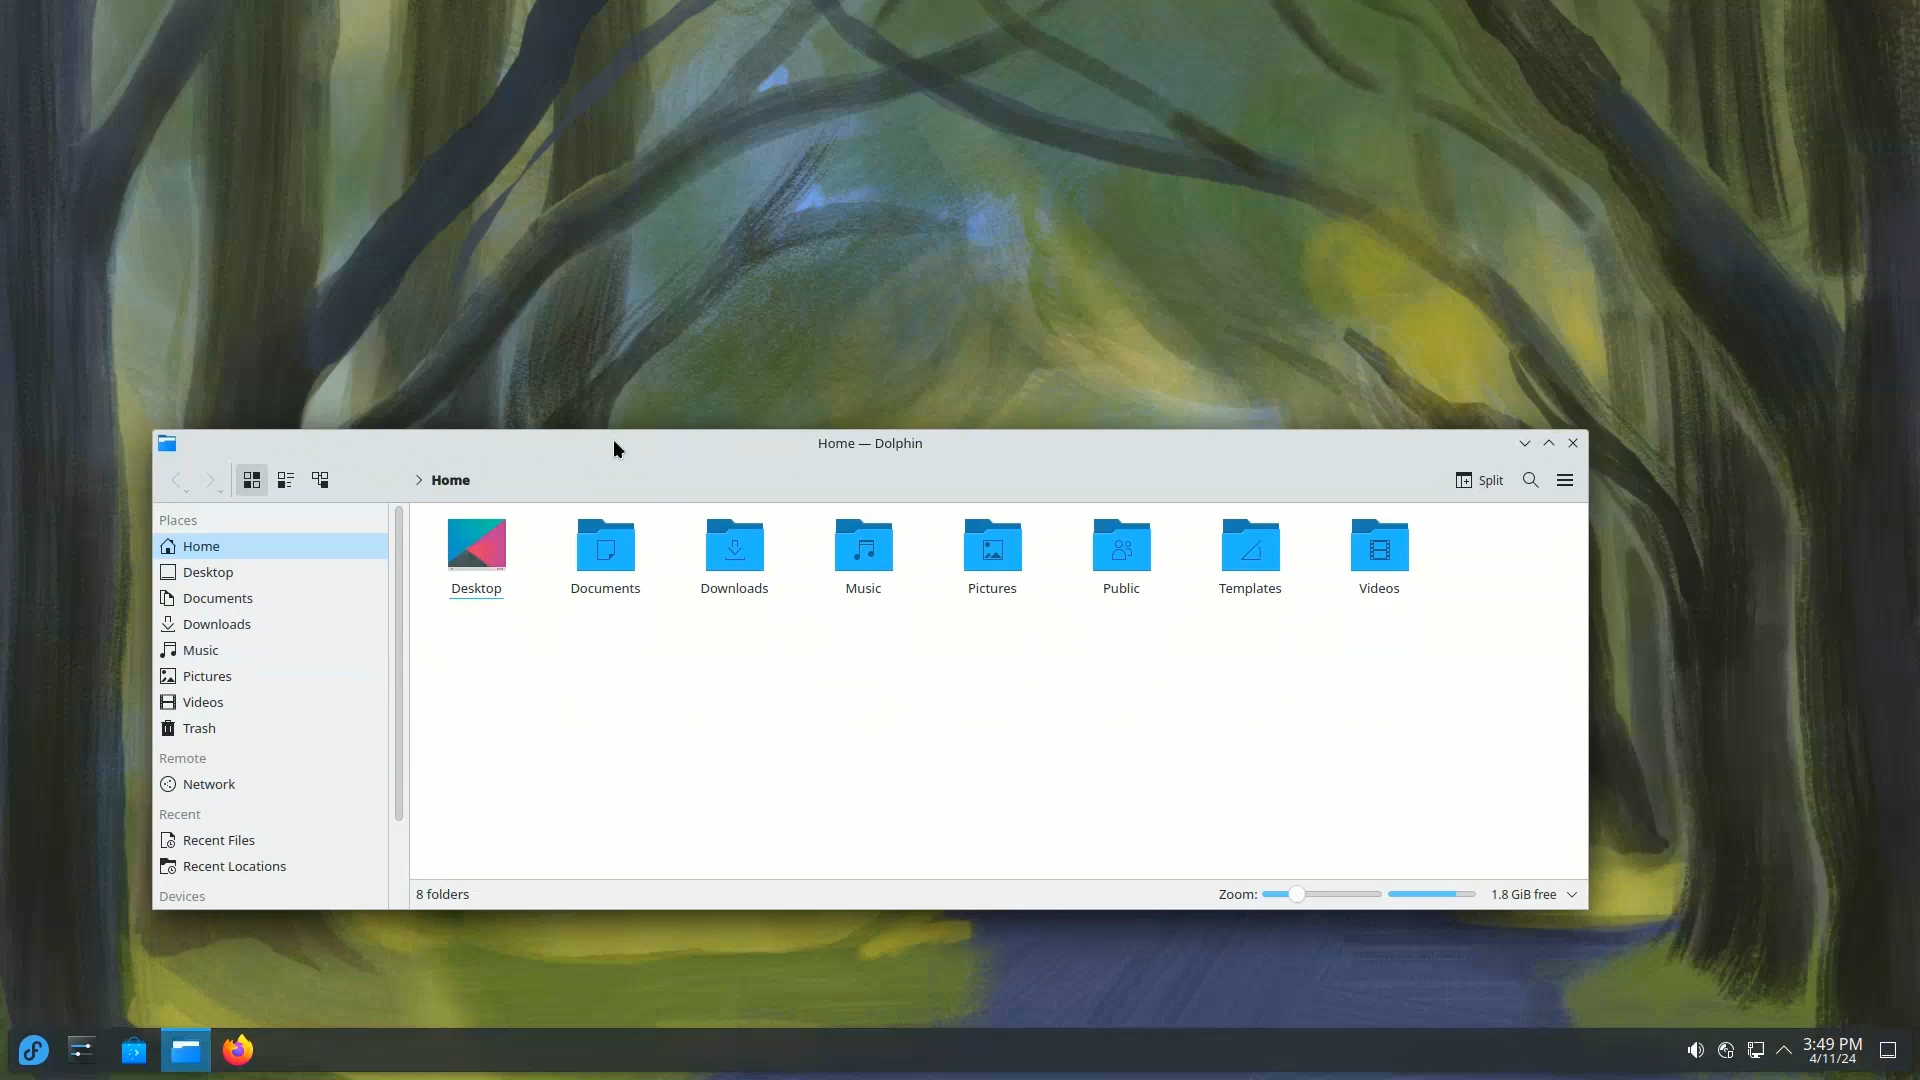 Home — Dolphin
Home
Split
Places
Home
Desktop
Documents
Downloads
Music
Pictures
Videos
Trash
Remote
Network
Recent
Recent Files
Recent Locations
Devices
Desktop
Documents
Downloads
Music
Pictures
Public
Templates
Videos
8 folders
Zoom:
1.8 GiB free
3:49 PM
4/11/24